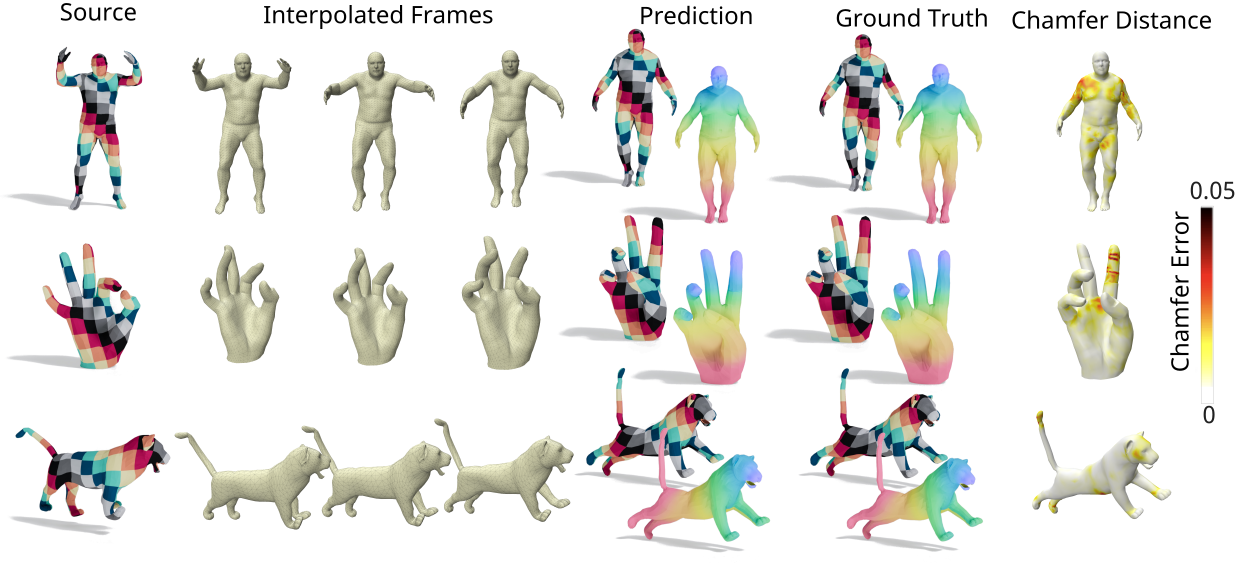 Source
Interpolated Frames
Prediction
Ground Truth
Chamfer Distance
0.05
Chamfer Error
0